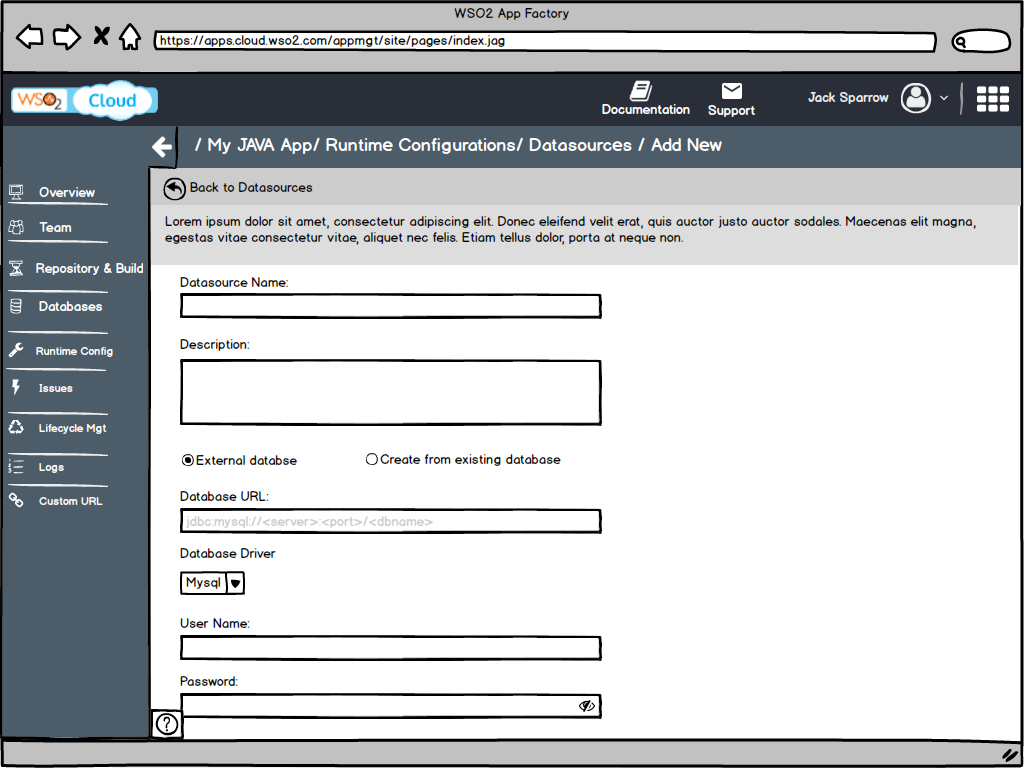 WSO2 App Factory
https://apps.cloud.wso2.com/appmgt/site/pages/index.jag
WSO2 Cloud
Documentation
Support
Jack Sparrow
/ My JAVA App/ Runtime Configurations/ Datasources / Add New
Overview
Team
Repository & Build
Databases
Runtime Config
Issues
Lifecycle Mgt
Logs
Custom URL
Back to Datasources
Lorem ipsum dolor sit amet, consectetur adipiscing elit. Donec eleifend velit erat, quis auctor justo auctor sodales. Maecenas elit magna,
egestas vitae consectetur vitae, aliquet nec felis. Etiam tellus dolor, porta at neque non.
Datasource Name:
Description:
External databse
Create from existing database
Database URL:
jdbc:mysql://<server>:<port>/<dbname>
Database Driver
Mysql
User Name:
Password:
?